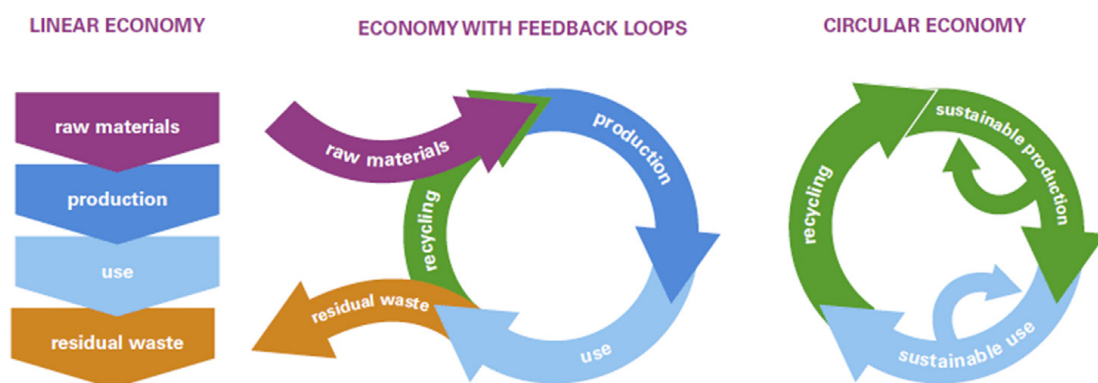 LINEAR ECONOMY
raw materials
production
use
residual waste
ECONOMY WITH FEEDBACK LOOPS
raw materials
production
use
recycling
residual waste
CIRCULAR ECONOMY
sustainable production
sustainable use
recycling